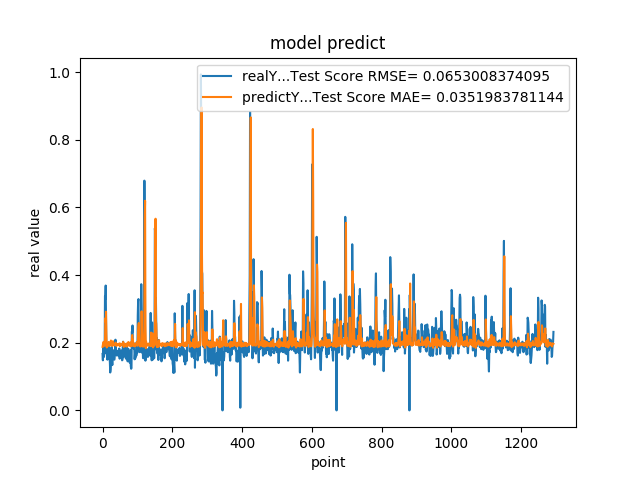 model predict
realY...Test Score RMSE= 0.0653008374095
predictY...Test Score MAE= 0.0351983781144
real value
1.0
0.8
0.6
0.4
0.2
0.0
0 200 400 600 800 1000 1200
point